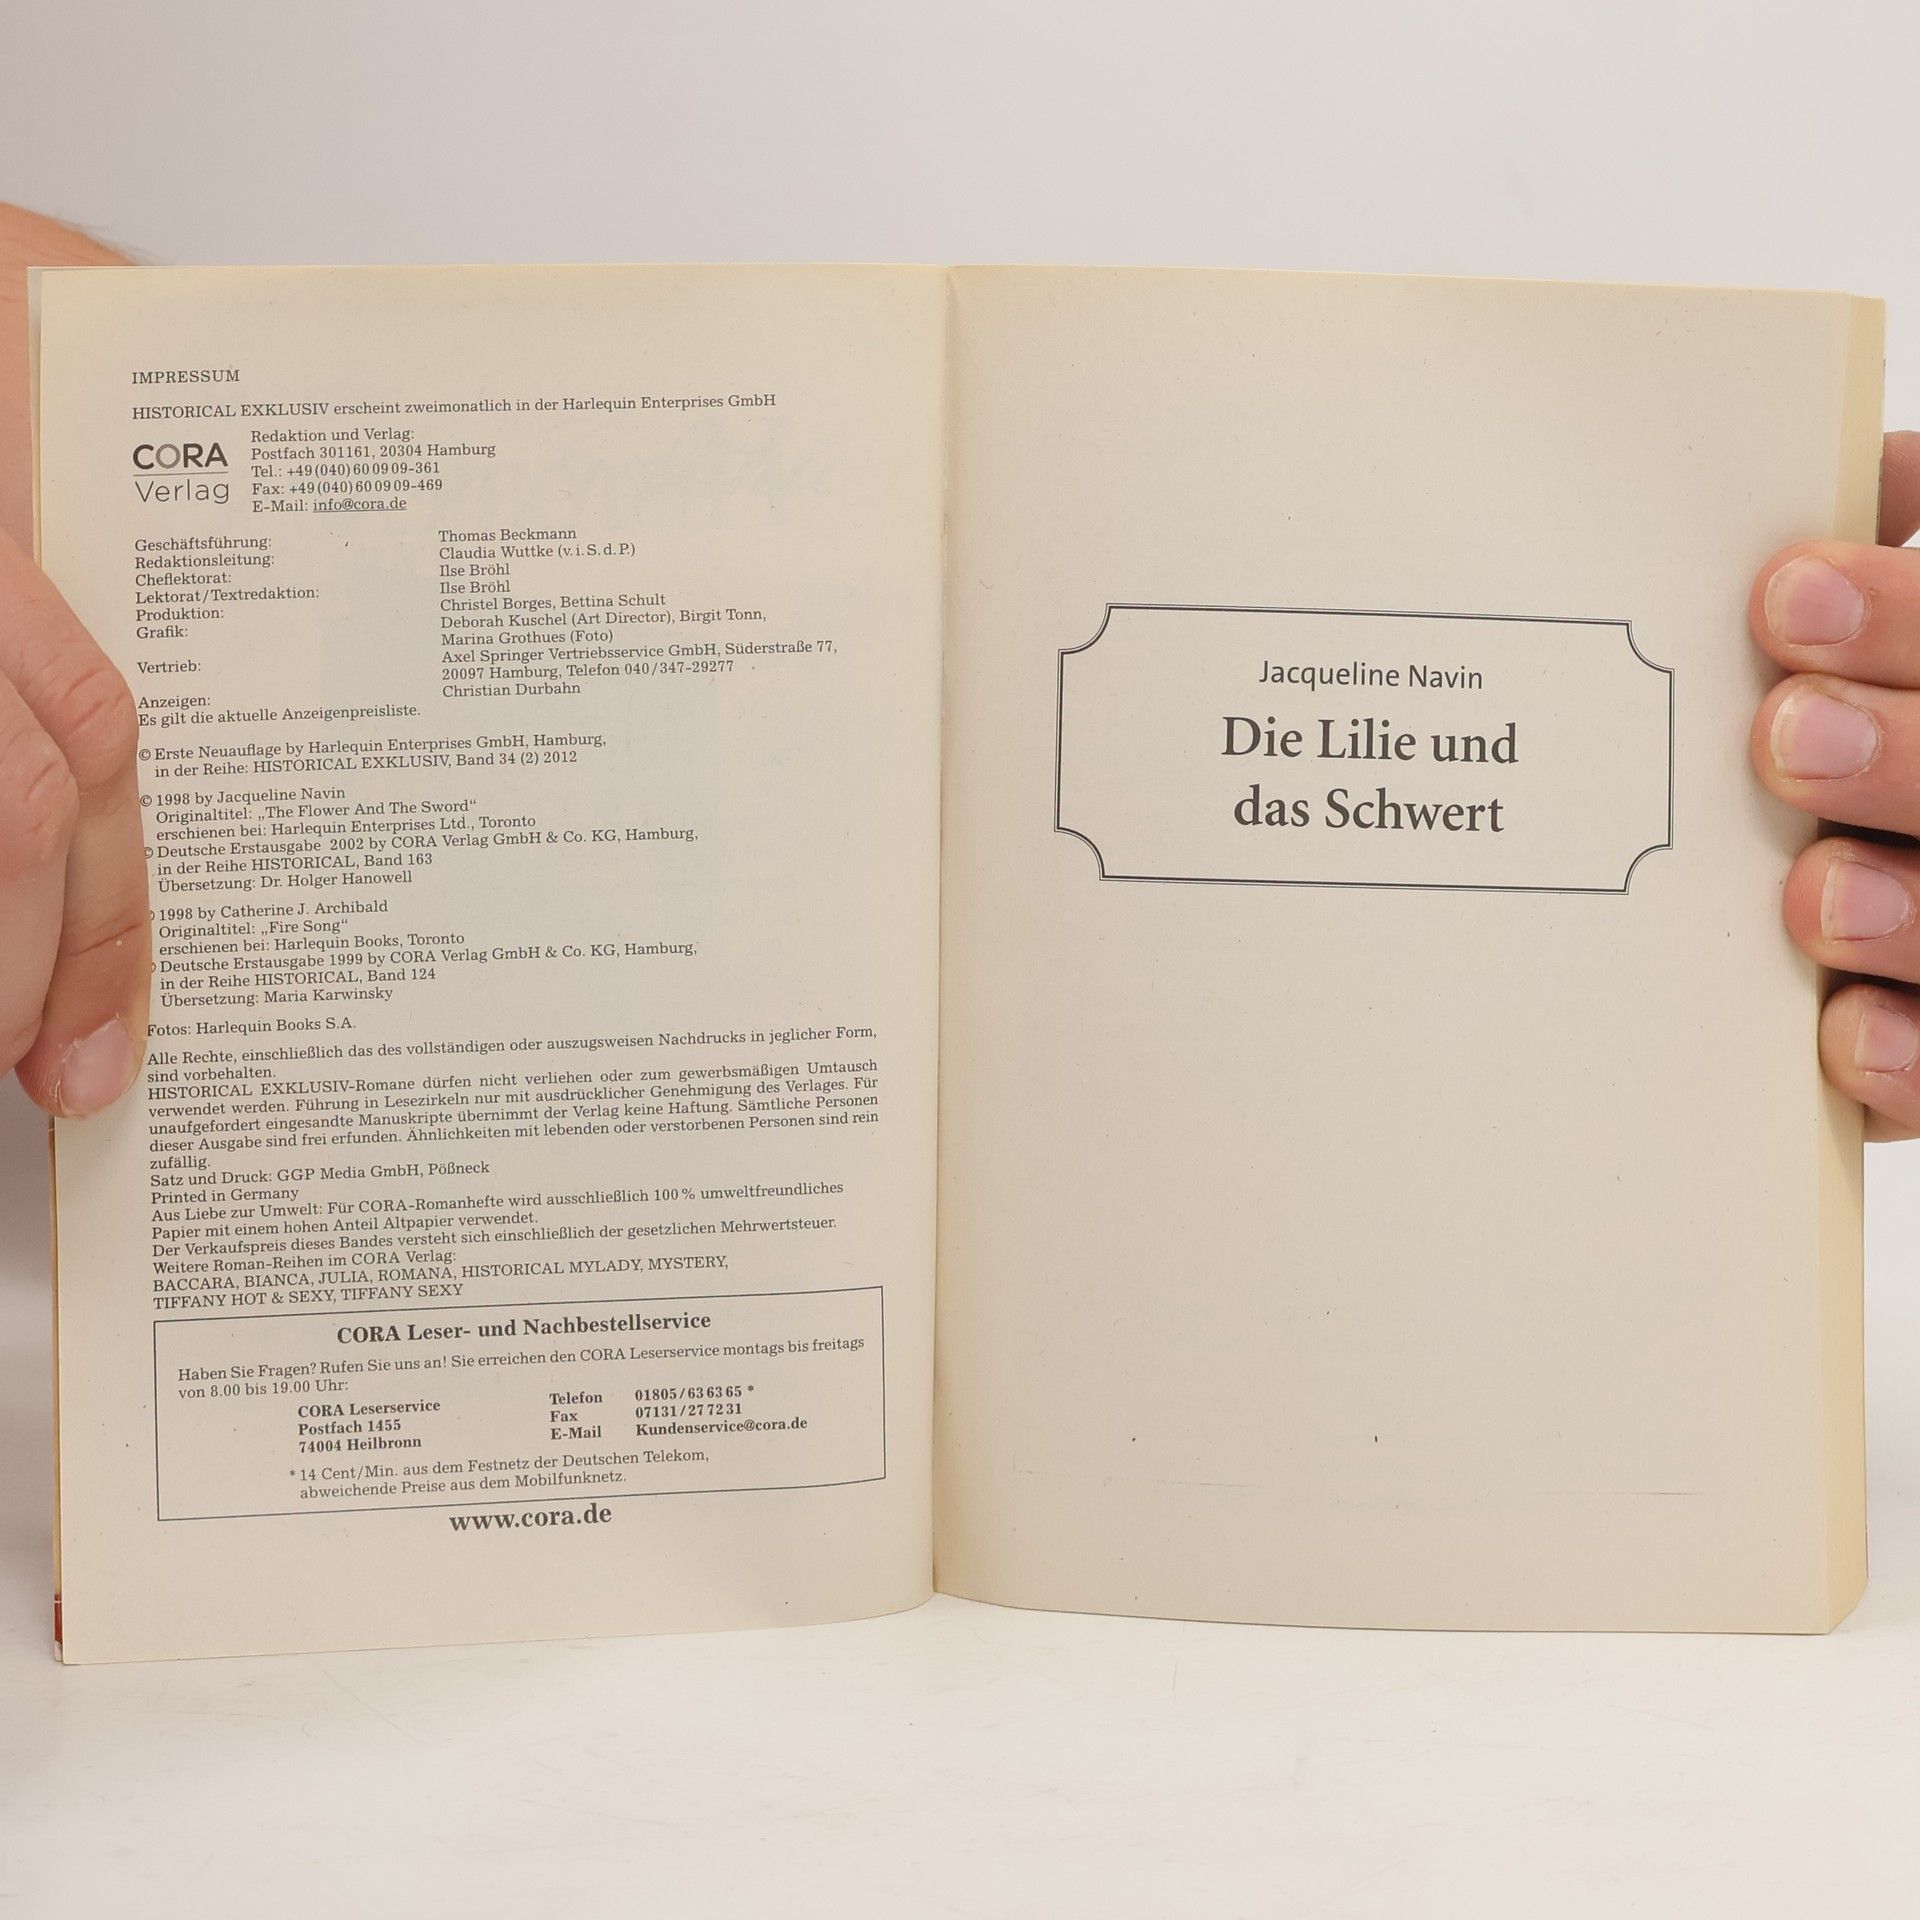 IMPRESSUM
HISTORICAL EXKLUSIV erscheint zweimonatlich in der Harlequin Enterprises GmbH
CORA
Verlag
Redaktion und Verlag:
Postfach 301161, 20304 Hamburg
Tel.: +49(040)600909-361
Fax: +49(040)600909-469
E-Mail: info@cora.de
Geschäftsführung: Thomas Beckmann
Redaktionsleitung: Claudia Wuttke (v.i.S.d.P.)
Cheflektorat: Ilse Bröhl
Lektorat/Textredaktion: Ilse Bröhl
Produktion: Christel Borges, Bettina Schult
Grafik: Deborah Kuschel (Art Director), Birgit Tonn,
Marina Grothues (Foto)
Vertrieb: Axel Springer Vertriebsservice GmbH, Süderstraße 77,
20097 Hamburg, Telefon 040/347-29277
Anzeigen: Christian Durbahn
Es gilt die aktuelle Anzeigenpreisliste.
© Erste Neuauflage by Harlequin Enterprises GmbH, Hamburg,
in der Reihe: HISTORICAL EXKLUSIV, Band 34 (2) 2012
© 1998 by Jacqueline Navin
Originaltitel: „The Flower And The Sword“
erschienen bei: Harlequin Enterprises Ltd., Toronto
© Deutsche Erstausgabe 2002 by CORA Verlag GmbH & Co. KG, Hamburg,
in der Reihe HISTORICAL, Band 163
Übersetzung: Dr. Holger Hanowell
© 1998 by Catherine J. Archibald
Originaltitel: „Fire Song“
erschienen bei: Harlequin Books, Toronto
© Deutsche Erstausgabe 1999 by CORA Verlag GmbH & Co. KG, Hamburg,
in der Reihe HISTORICAL, Band 124
Übersetzung: Maria Karwinsky
Fotos: Harlequin Books S.A.
Alle Rechte, einschließlich das des vollständigen oder auszugsweisen Nachdrucks in jeglicher Form,
sind vorbehalten.
HISTORICAL EXKLUSIV-Romane dürfen nicht verliehen oder zum gewerbsmäßigen Umtausch
verwendet werden. Führung in Lesezirkeln nur mit ausdrücklicher Genehmigung des Verlages. Für
unaufgefordert eingesandte Manuskripte übernimmt der Verlag keine Haftung. Sämtliche Personen
dieser Ausgabe sind frei erfunden. Ähnlichkeiten mit lebenden oder verstorbenen Personen sind rein
zufällig.
Satz und Druck: GGP Media GmbH, Pößneck
Printed in Germany
Aus Liebe zur Umwelt: Für CORA-Romanhefte wird ausschließlich 100 % umweltfreundliches
Papier mit einem hohen Anteil Altpapier verwendet.
Der Verkaufspreis dieses Bandes versteht sich einschließlich der gesetzlichen Mehrwertsteuer.
Weitere Roman-Reihen im CORA Verlag:
BACCARA, BIANCA, JULIA, ROMANA, HISTORICAL MYLADY, MYSTERY,
TIFFANY HOT & SEXY, TIFFANY SEXY
CORA Leser- und Nachbestellservice
Haben Sie Fragen? Rufen Sie uns an! Sie erreichen den CORA Leserservice montags bis freitags
von 8.00 bis 19.00 Uhr:
CORA Leserservice
Postfach 1455
74004 Heilbronn
Telefon 01805/636365 *
Fax 07131/277231
E-Mail Kundenservice@cora.de
* 14 Cent/Min. aus dem Festnetz der Deutschen Telekom,
abweichende Preise aus dem Mobilfunknetz.
www.cora.de
Jacqueline Navin
Die Lilie und
das Schwert